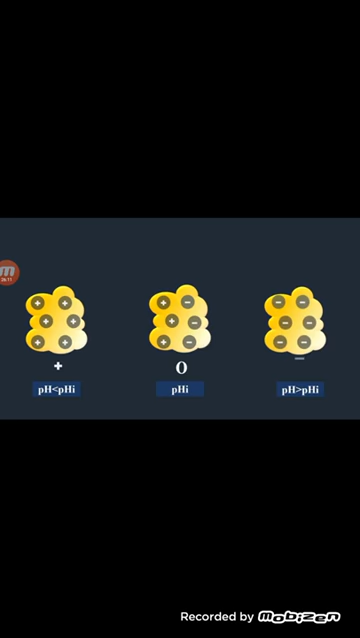 + − + + + −
+ 0 −
pH<pHi pHi pH>pHi
Recorded by Mobizen